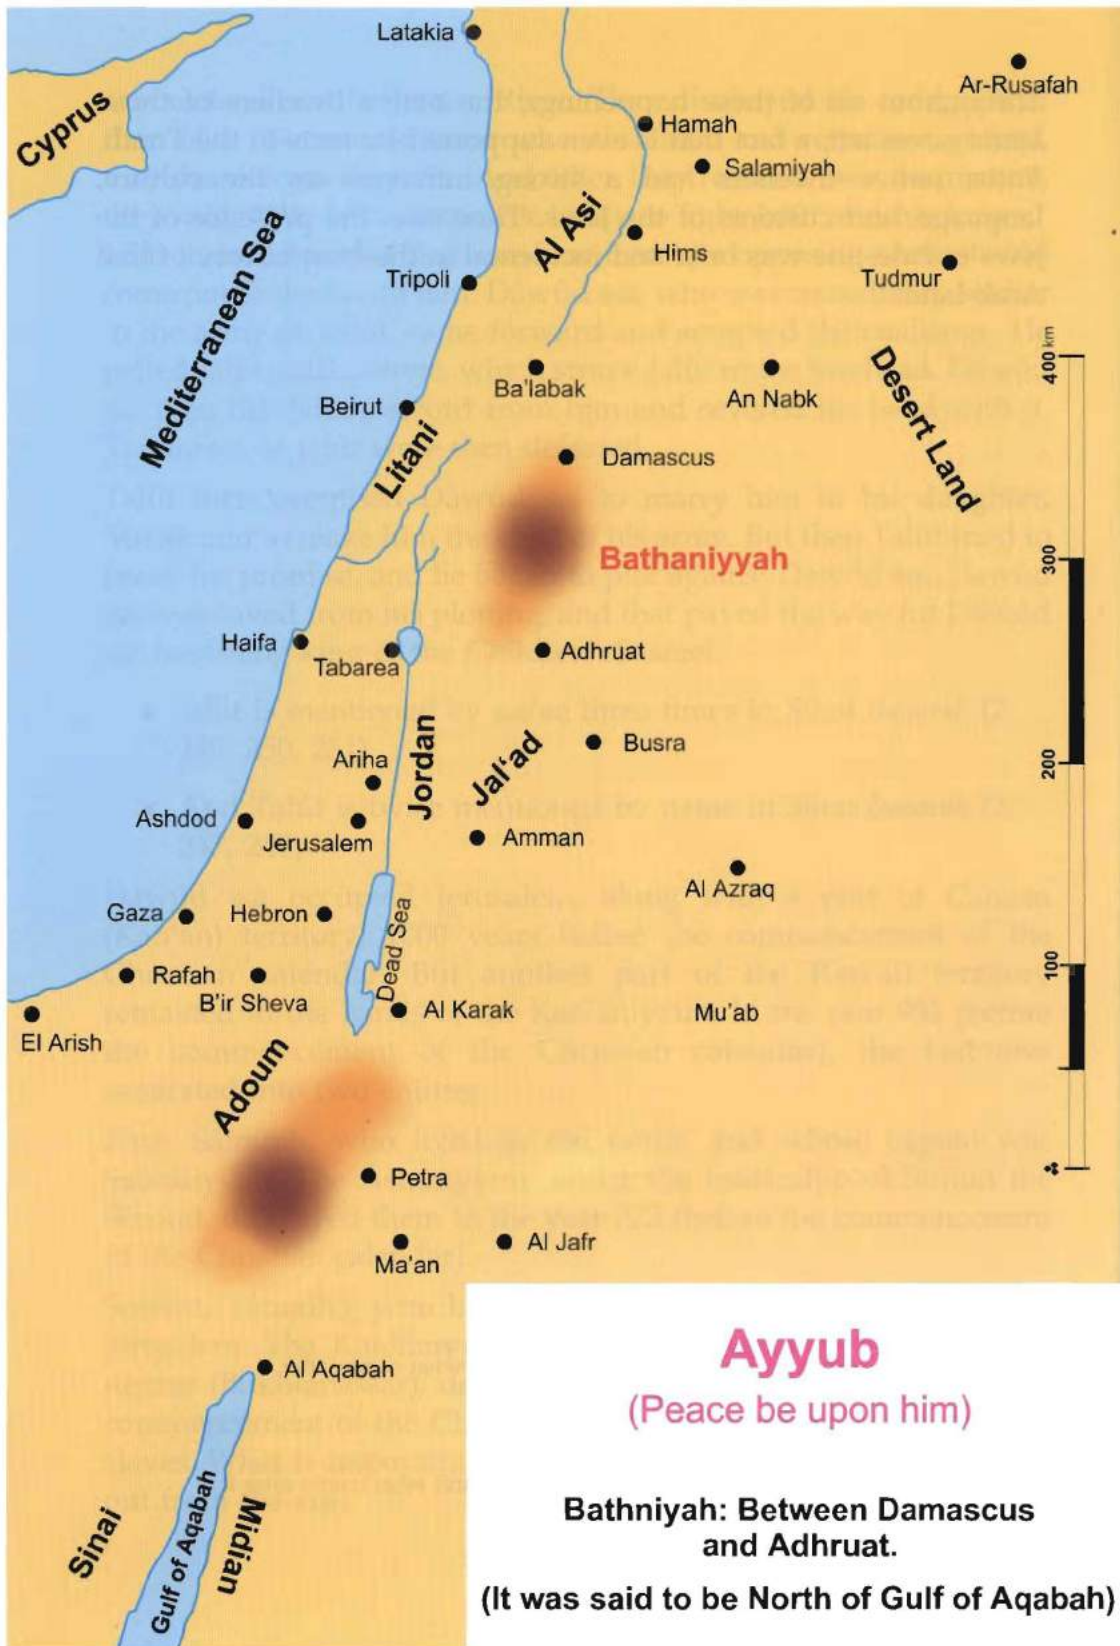 Latakia
Ar-Rusafah
Cyprus
Hamah
Salamiyah
Al Asi
Hims
Mediterranean Sea
Tripoli
Tudmur
400 km
Ba'labak
An Nabk
Desert Land
Beirut
Litani
Damascus
Bathaniyyah
300
Haifa
Tabarea
Adhruat
Jordan
Jal'ad
Busra
200
Ariha
Ashdod
Jerusalem
Amman
Al Azraq
Gaza
Hebron
Dead Sea
100
Rafah
B'ir Sheva
Al Karak
Mu'ab
El Arish
Adoum
Petra
Ma'an
Al Jafr
Al Aqabah
Sinai
Gulf of Aqabah
Midian
Ayyub
(Peace be upon him)
Bathniyah: Between Damascus
and Adhruat.
(It was said to be North of Gulf of Aqabah)